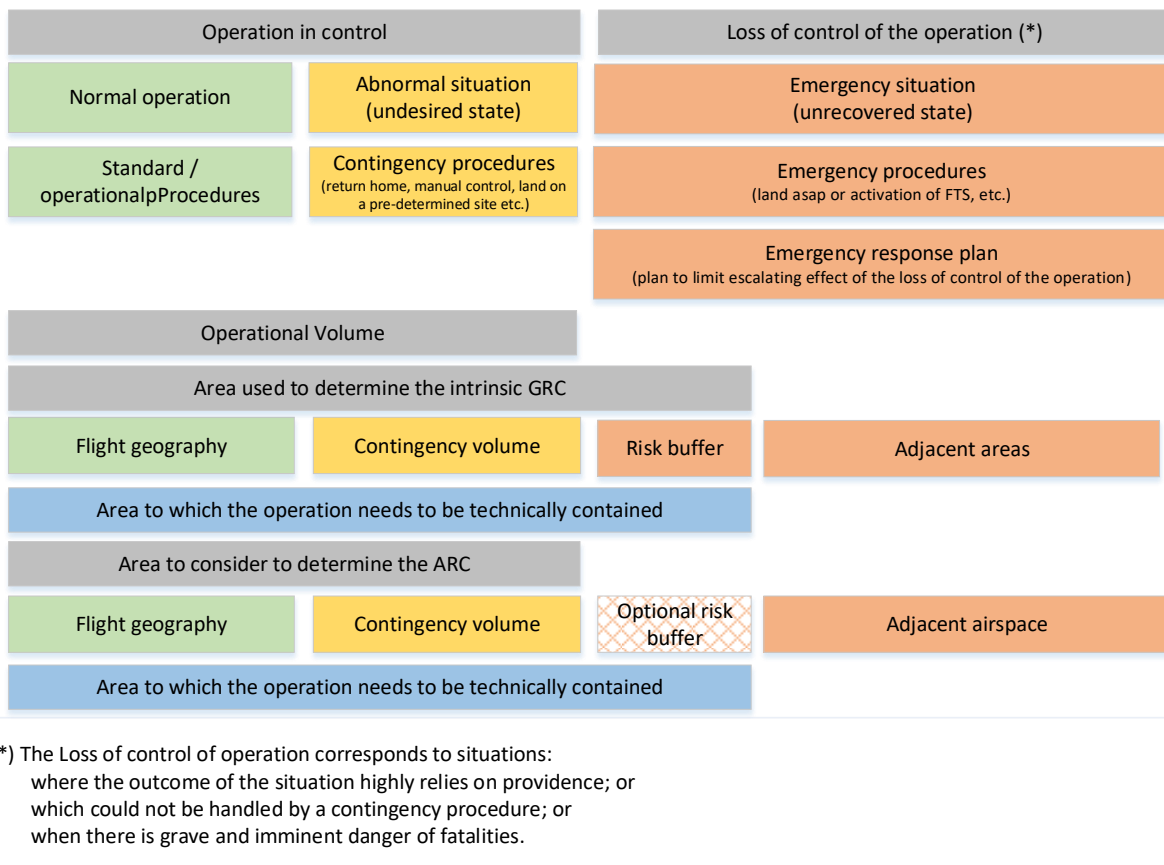 Operation in control
Loss of control of the operation (*)
Normal operation
Abnormal situation
(undesired state)
Emergency situation
(unrecovered state)
Standard /
operationalpProcedures
Contingency procedures
(return home, manual control, land on
a pre-determined site etc.)
Emergency procedures
(land asap or activation of FTS, etc.)
Emergency response plan
(plan to limit escalating effect of the loss of control of the operation)
Operational Volume
Area used to determine the intrinsic GRC
Flight geography
Contingency volume
Risk buffer
Adjacent areas
Area to which the operation needs to be technically contained
Area to consider to determine the ARC
Flight geography
Contingency volume
Optional risk
buffer
Adjacent airspace
Area to which the operation needs to be technically contained
*) The Loss of control of operation corresponds to situations:
where the outcome of the situation highly relies on providence; or
which could not be handled by a contingency procedure; or
when there is grave and imminent danger of fatalities.